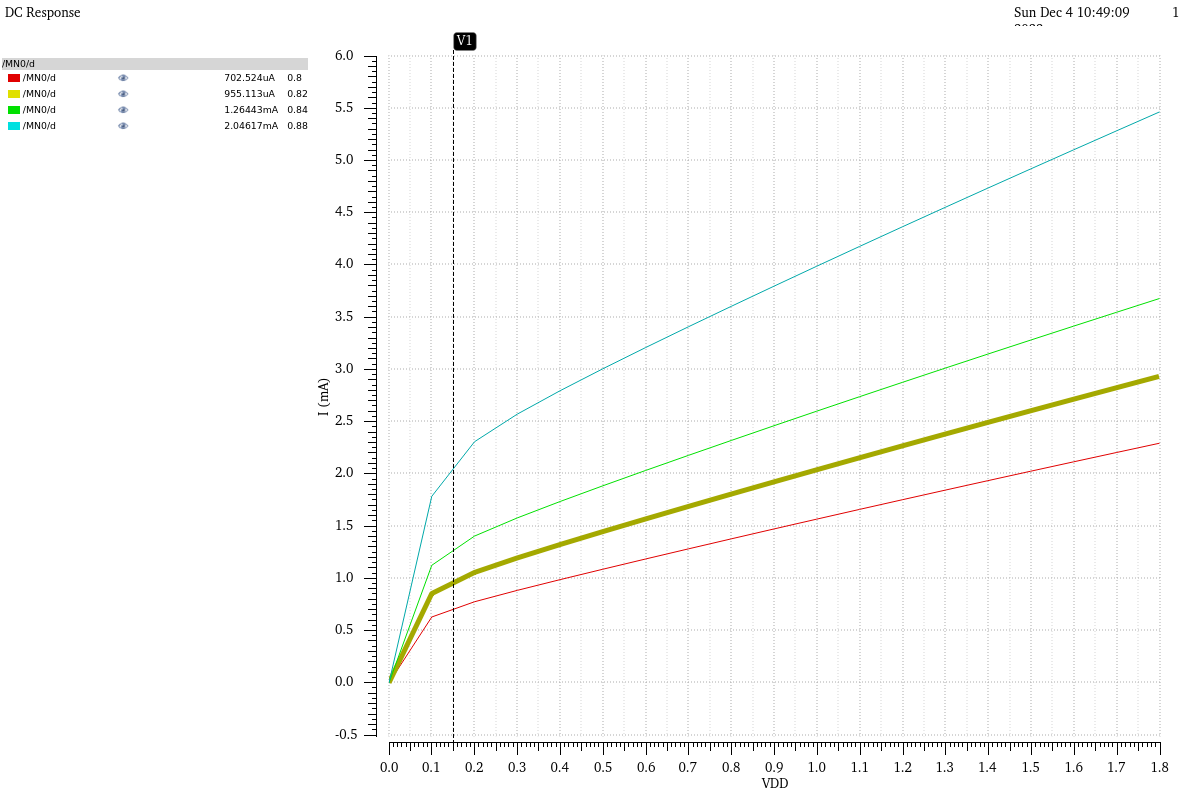 DC Response
Sun Dec 4 10:49:09 1
V1
/MN0/d
/MN0/d 702.524uA 0.8
/MN0/d 955.113uA 0.82
/MN0/d 1.26443mA 0.84
/MN0/d 2.04617mA 0.88
6.0
5.5
5.0
4.5
4.0
3.5
3.0
2.5
2.0
1.5
1.0
0.5
0.0
-0.5
I (mA)
0.0 0.1 0.2 0.3 0.4 0.5 0.6 0.7 0.8 0.9 1.0 1.1 1.2 1.3 1.4 1.5 1.6 1.7 1.8
VDD